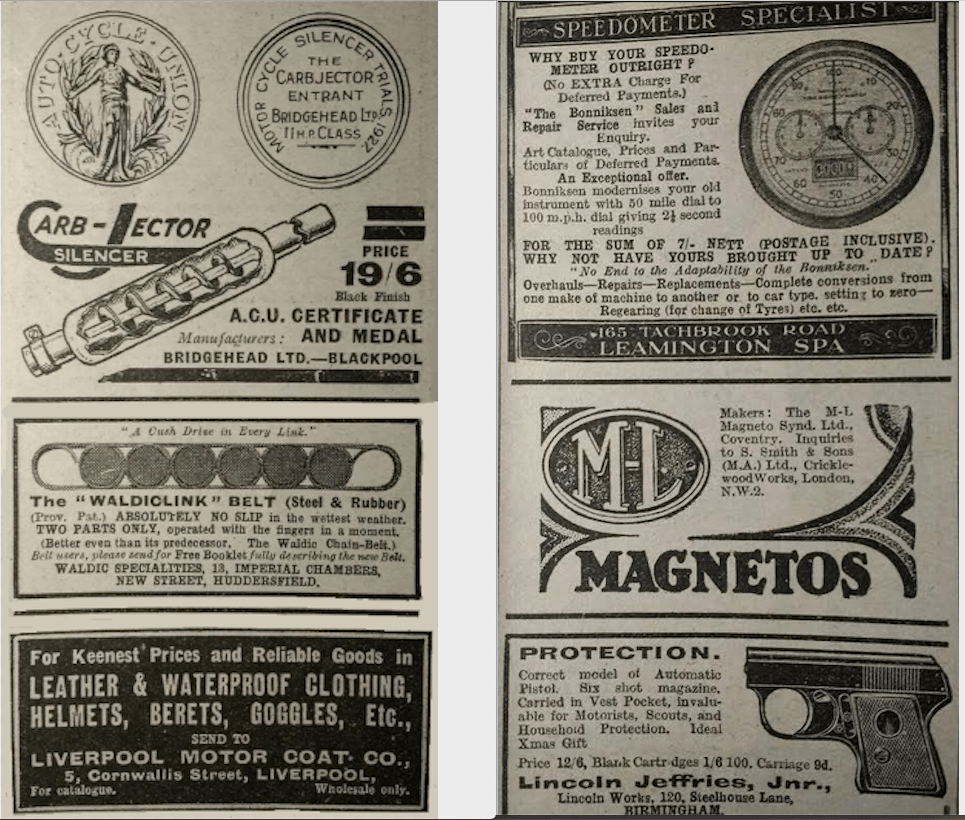 AUTO·CYCLE·UNION
MOTOR CYCLE SILENCER TRIALS, 1927.
THE
CARBJECTOR
ENTRANT
BRIDGEHEAD LTD.
11 H.P. CLASS
CARB-JECTOR
SILENCER
PRICE
19/6
Black Finish
A.C.U. CERTIFICATE
Manufacturers: AND MEDAL
BRIDGEHEAD LTD.—BLACKPOOL
"A Cush Drive in Every Link."
The "WALDICLINK" BELT (Steel & Rubber)
(Prov. Pat.) ABSOLUTELY NO SLIP in the wettest weather.
TWO PARTS ONLY, operated with the fingers in a moment.
(Better even than its predecessor, The Waldic Chain-Belt.)
Belt users, please send for Free Booklet fully describing the new Belt.
WALDIC SPECIALITIES, 13, IMPERIAL CHAMBERS,
NEW STREET, HUDDERSFIELD.
For Keenest Prices and Reliable Goods in
LEATHER & WATERPROOF CLOTHING,
HELMETS, BERETS, GOGGLES, Etc.,
SEND TO
LIVERPOOL MOTOR COAT CO.,
5, Cornwallis Street, LIVERPOOL,
For catalogue. Wholesale only.
SPEEDOMETER SPECIALIST
WHY BUY YOUR SPEEDO-
METER OUTRIGHT ?
(No EXTRA Charge For
Deferred Payments.)
"The Bonniksen" Sales and
Repair Service invites your
Enquiry.
Art Catalogue, Prices and Par-
ticulars of Deferred Payments.
An Exceptional offer.
Bonniksen modernises your old
instrument with 50 mile dial to
100 m.p.h. dial giving 2½ second
readings
100 10 20 30 40 50 60 70 80 90
FOR THE SUM OF 7/- NETT (POSTAGE INCLUSIVE).
WHY NOT HAVE YOURS BROUGHT UP TO DATE?
"No End to the Adaptability of the Bonniksen."
Overhauls—Repairs—Replacements—Complete conversions from
one make of machine to another or to car type. setting to zero—
Regearing (for change of Tyres) etc. etc.
165 TACHBROOK ROAD
LEAMINGTON SPA
M-L
Makers: The M-L
Magneto Synd. Ltd.,
Coventry. Inquiries
to S. Smith & Sons
(M.A.) Ltd., Crickle-
wood Works, London,
N.W.2.
MAGNETOS
PROTECTION.
Correct model of Automatic
Pistol. Six shot magazine.
Carried in Vest Pocket, invalu-
able for Motorists, Scouts, and
Household Protection. Ideal
Xmas Gift
Price 12/6, Blank Cartridges 1/6 100. Carriage 9d.
Lincoln Jeffries, Jnr.,
Lincoln Works, 120, Steelhouse Lane,
BIRMINGHAM.